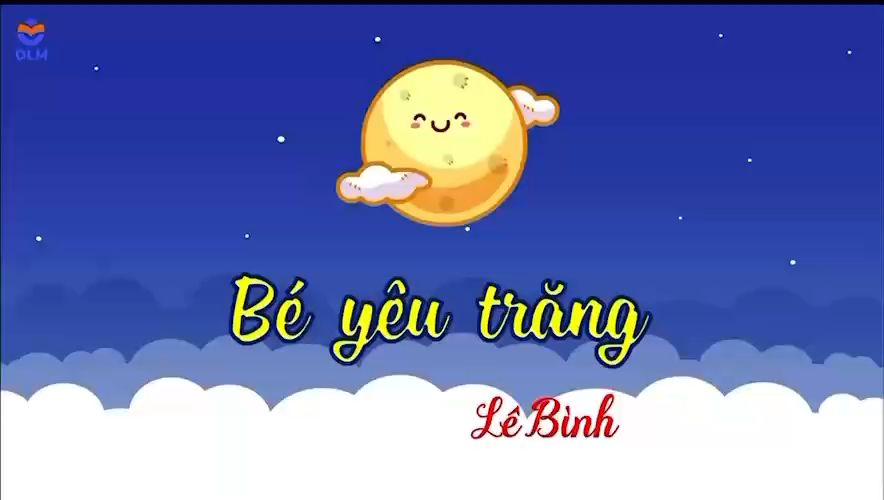 DLM
Bé yêu trăng
Lê Bình